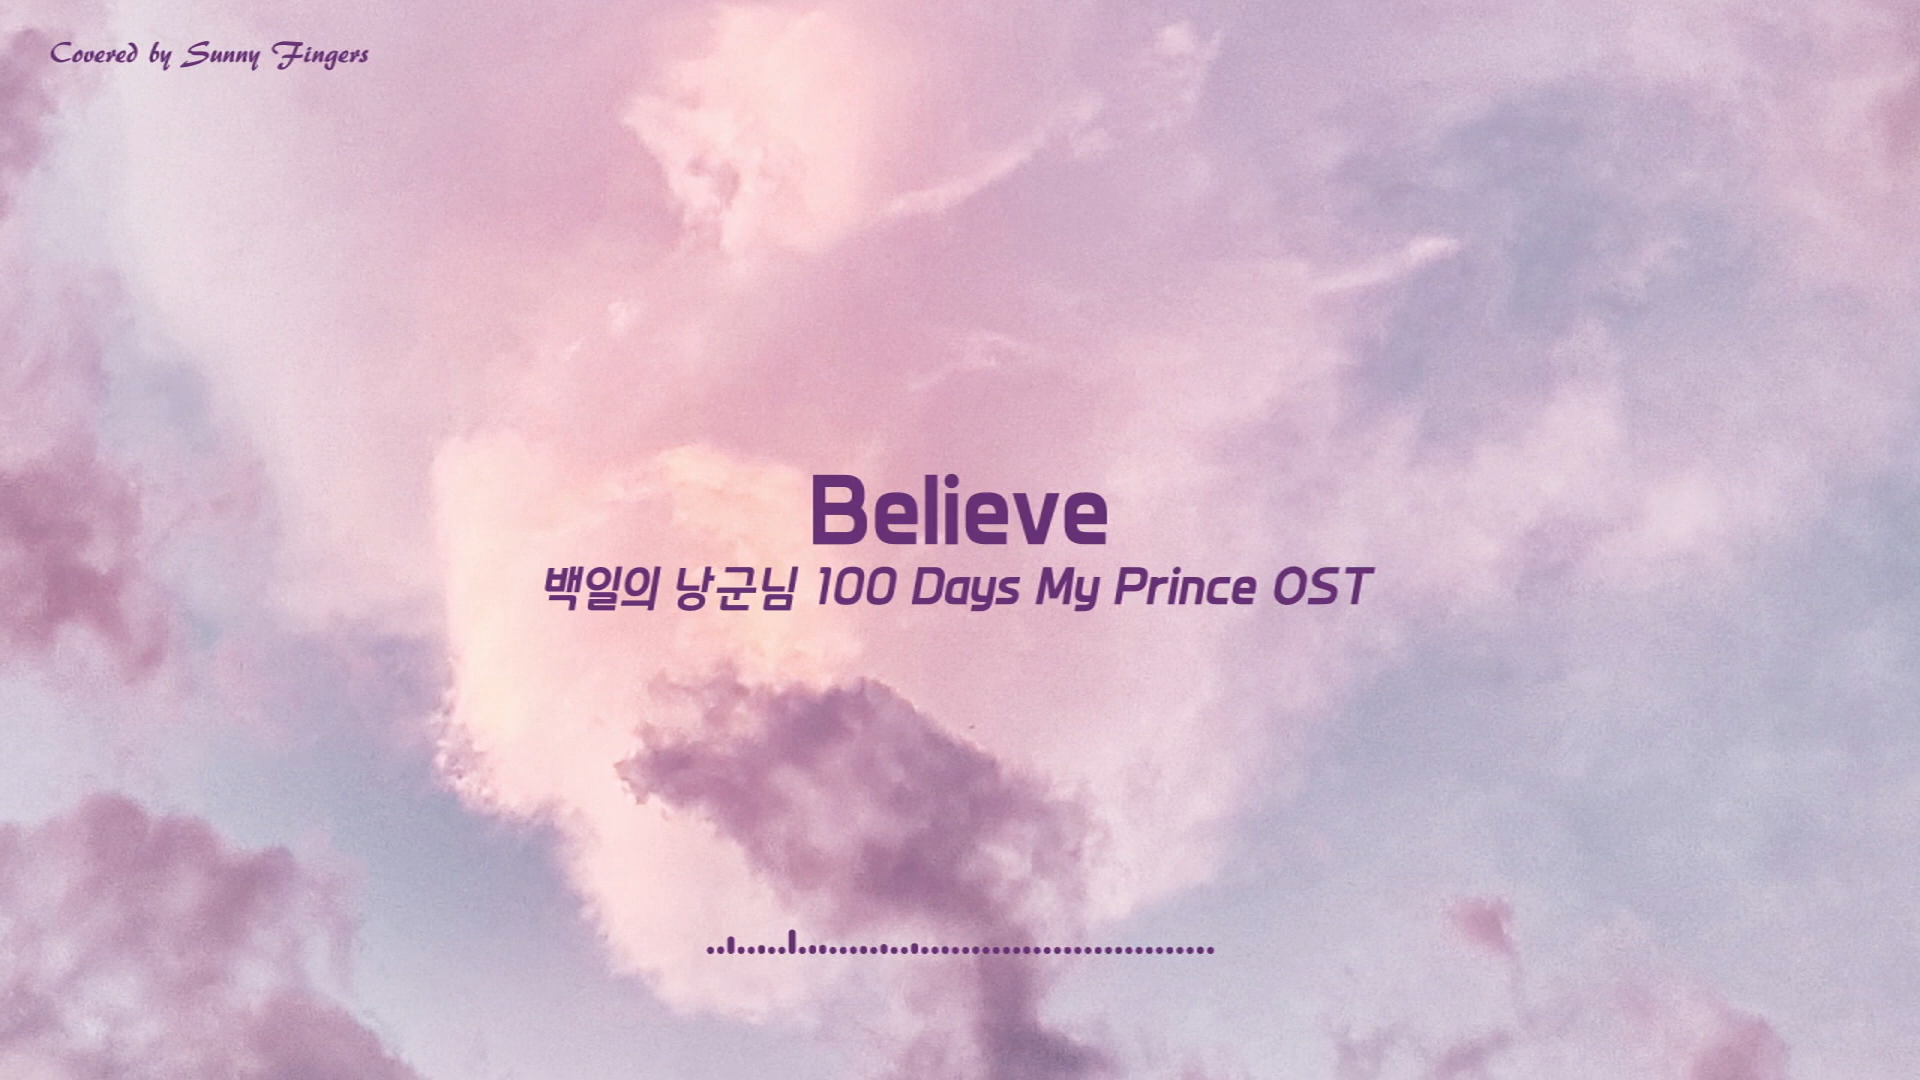 Covered by Sunny Fingers
Believe
백일의 낭군님 100 Days My Prince OST